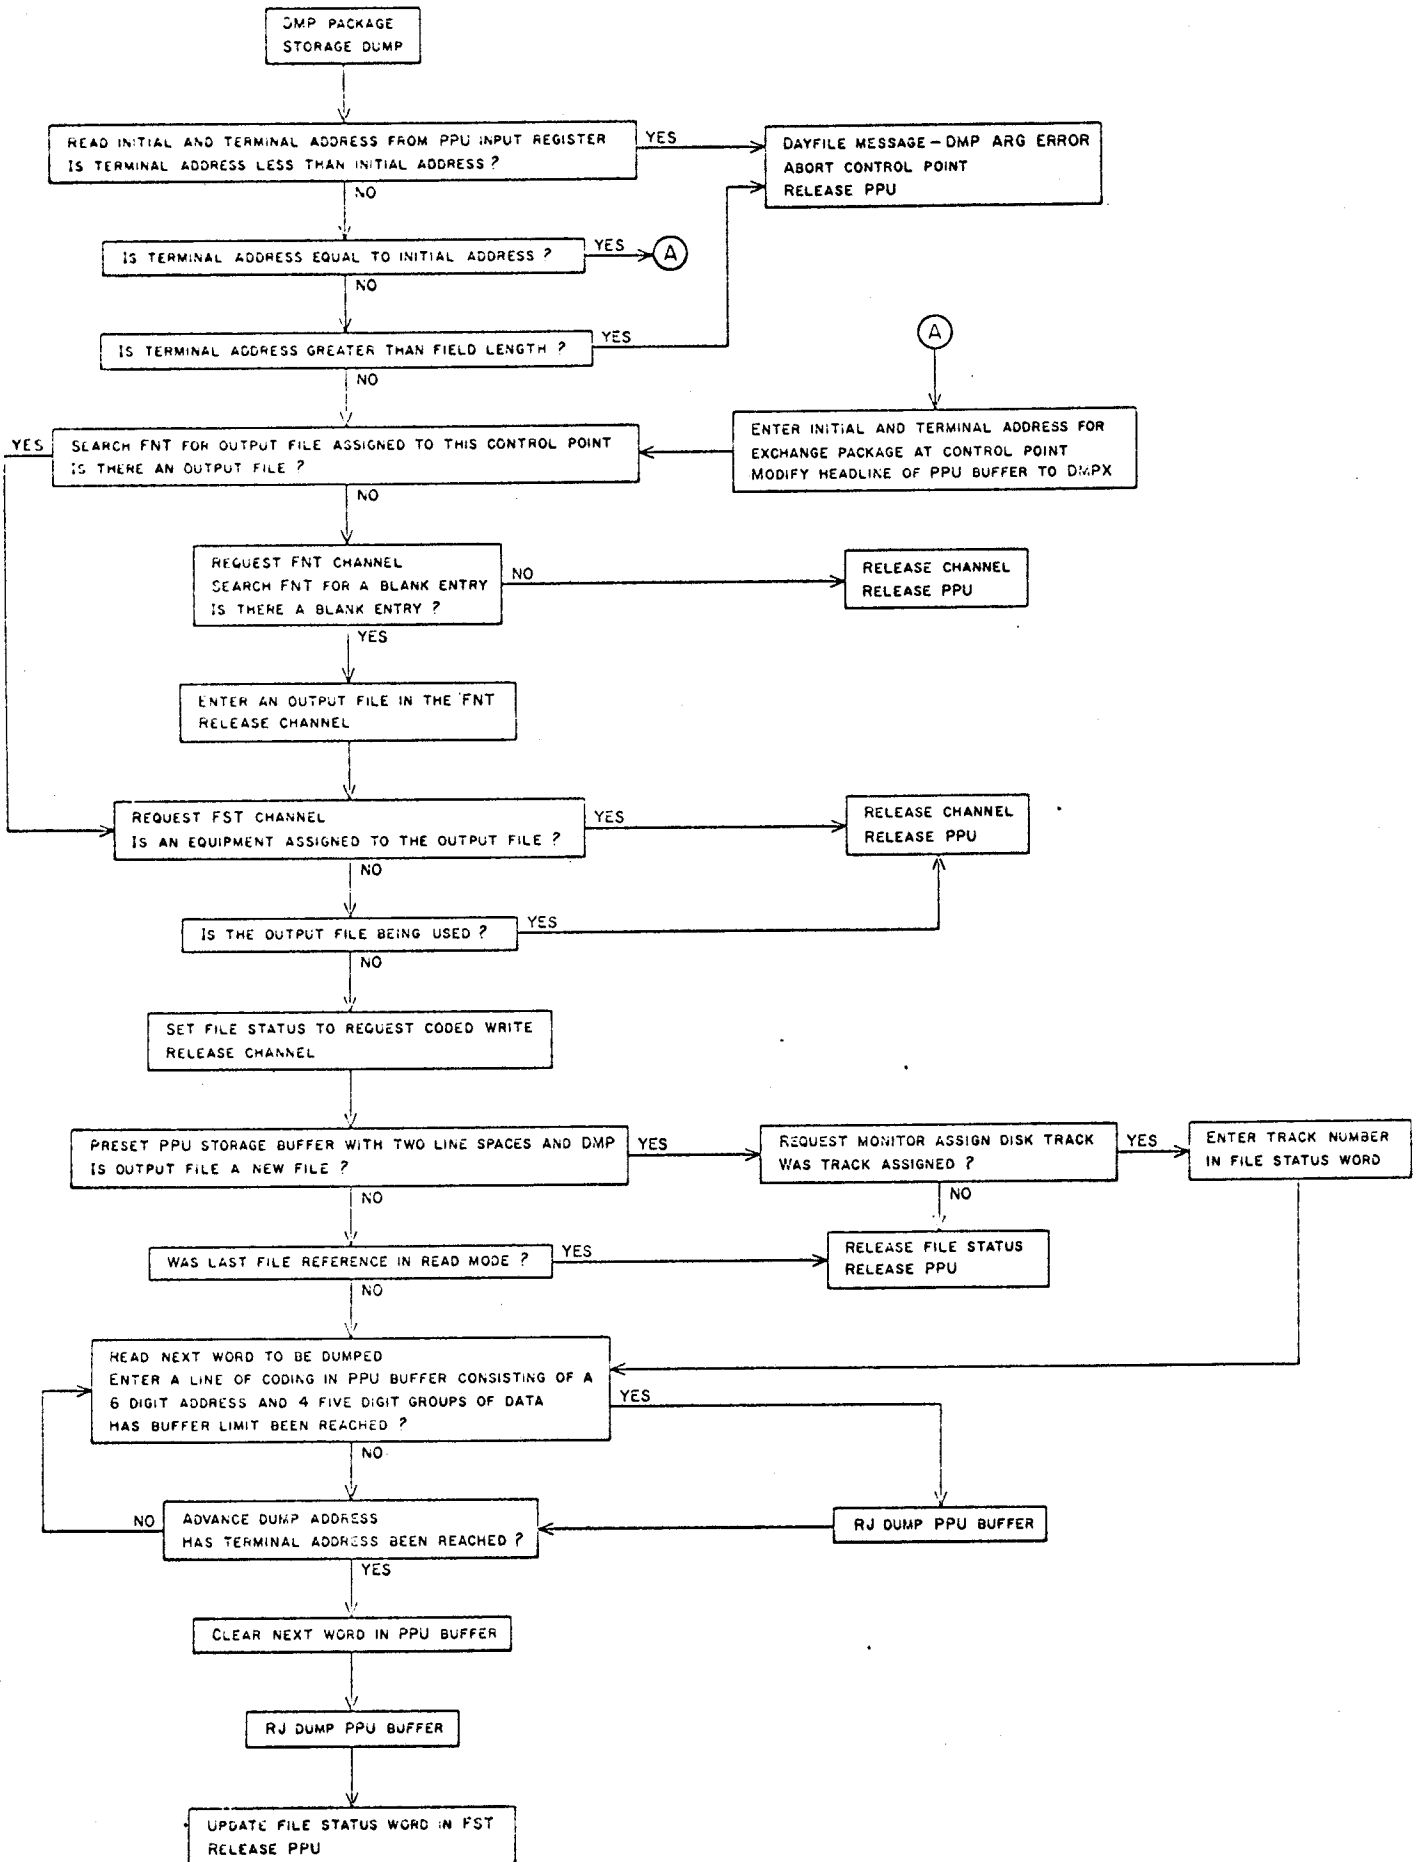 DMP PACKAGE
STORAGE DUMP
READ INITIAL AND TERMINAL ADDRESS FROM PPU INPUT REGISTER
IS TERMINAL ADDRESS LESS THAN INITIAL ADDRESS ?
YES
DAYFILE MESSAGE — DMP ARG ERROR
ABORT CONTROL POINT
RELEASE PPU
NO
IS TERMINAL ADDRESS EQUAL TO INITIAL ADDRESS ?
YES
A
NO
IS TERMINAL ADDRESS GREATER THAN FIELD LENGTH ?
YES
A
NO
ENTER INITIAL AND TERMINAL ADDRESS FOR
EXCHANGE PACKAGE AT CONTROL POINT
MODIFY HEADLINE OF PPU BUFFER TO DMPX
YES
SEARCH FNT FOR OUTPUT FILE ASSIGNED TO THIS CONTROL POINT
IS THERE AN OUTPUT FILE ?
NO
REQUEST FNT CHANNEL
SEARCH FNT FOR A BLANK ENTRY
IS THERE A BLANK ENTRY ?
NO
RELEASE CHANNEL
RELEASE PPU
YES
ENTER AN OUTPUT FILE IN THE FNT
RELEASE CHANNEL
REQUEST FST CHANNEL
IS AN EQUIPMENT ASSIGNED TO THE OUTPUT FILE ?
YES
RELEASE CHANNEL
RELEASE PPU
NO
IS THE OUTPUT FILE BEING USED ?
YES
NO
SET FILE STATUS TO REQUEST CODED WRITE
RELEASE CHANNEL
PRESET PPU STORAGE BUFFER WITH TWO LINE SPACES AND DMP
IS OUTPUT FILE A NEW FILE ?
YES
REQUEST MONITOR ASSIGN DISK TRACK
WAS TRACK ASSIGNED ?
YES
ENTER TRACK NUMBER
IN FILE STATUS WORD
NO
NO
WAS LAST FILE REFERENCE IN READ MODE ?
YES
RELEASE FILE STATUS
RELEASE PPU
NO
READ NEXT WORD TO BE DUMPED
ENTER A LINE OF CODING IN PPU BUFFER CONSISTING OF A
6 DIGIT ADDRESS AND 4 FIVE DIGIT GROUPS OF DATA
HAS BUFFER LIMIT BEEN REACHED ?
YES
NO
NO
ADVANCE DUMP ADDRESS
HAS TERMINAL ADDRESS BEEN REACHED ?
RJ DUMP PPU BUFFER
YES
CLEAR NEXT WORD IN PPU BUFFER
RJ DUMP PPU BUFFER
UPDATE FILE STATUS WORD IN FST
RELEASE PPU